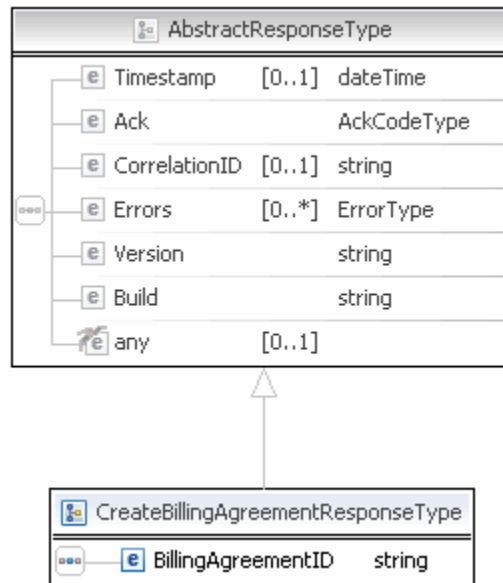 AbstractResponseType
e Timestamp [0..1] dateTime
e Ack AckCodeType
e CorrelationID [0..1] string
e Errors [0..*] ErrorType
e Version string
e Build string
e any [0..1]
CreateBillingAgreementResponseType
e BillingAgreementID string